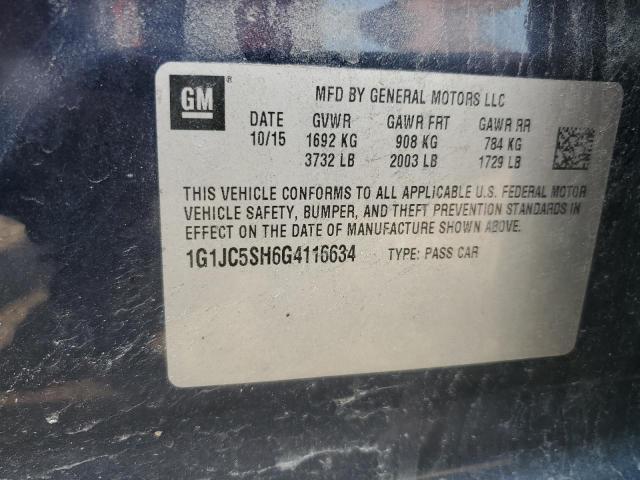 GM ® MFD BY GENERAL MOTORS LLC
DATE GVWR GAWR FRT GAWR RR
10/15 1692 KG 908 KG 784 KG
3732 LB 2003 LB 1729 LB
THIS VEHICLE CONFORMS TO ALL APPLICABLE U.S. FEDERAL MOTOR
VEHICLE SAFETY, BUMPER, AND THEFT PREVENTION STANDARDS IN
EFFECT ON THE DATE OF MANUFACTURE SHOWN ABOVE.
1G1JC5SH6G4116634 TYPE: PASS CAR